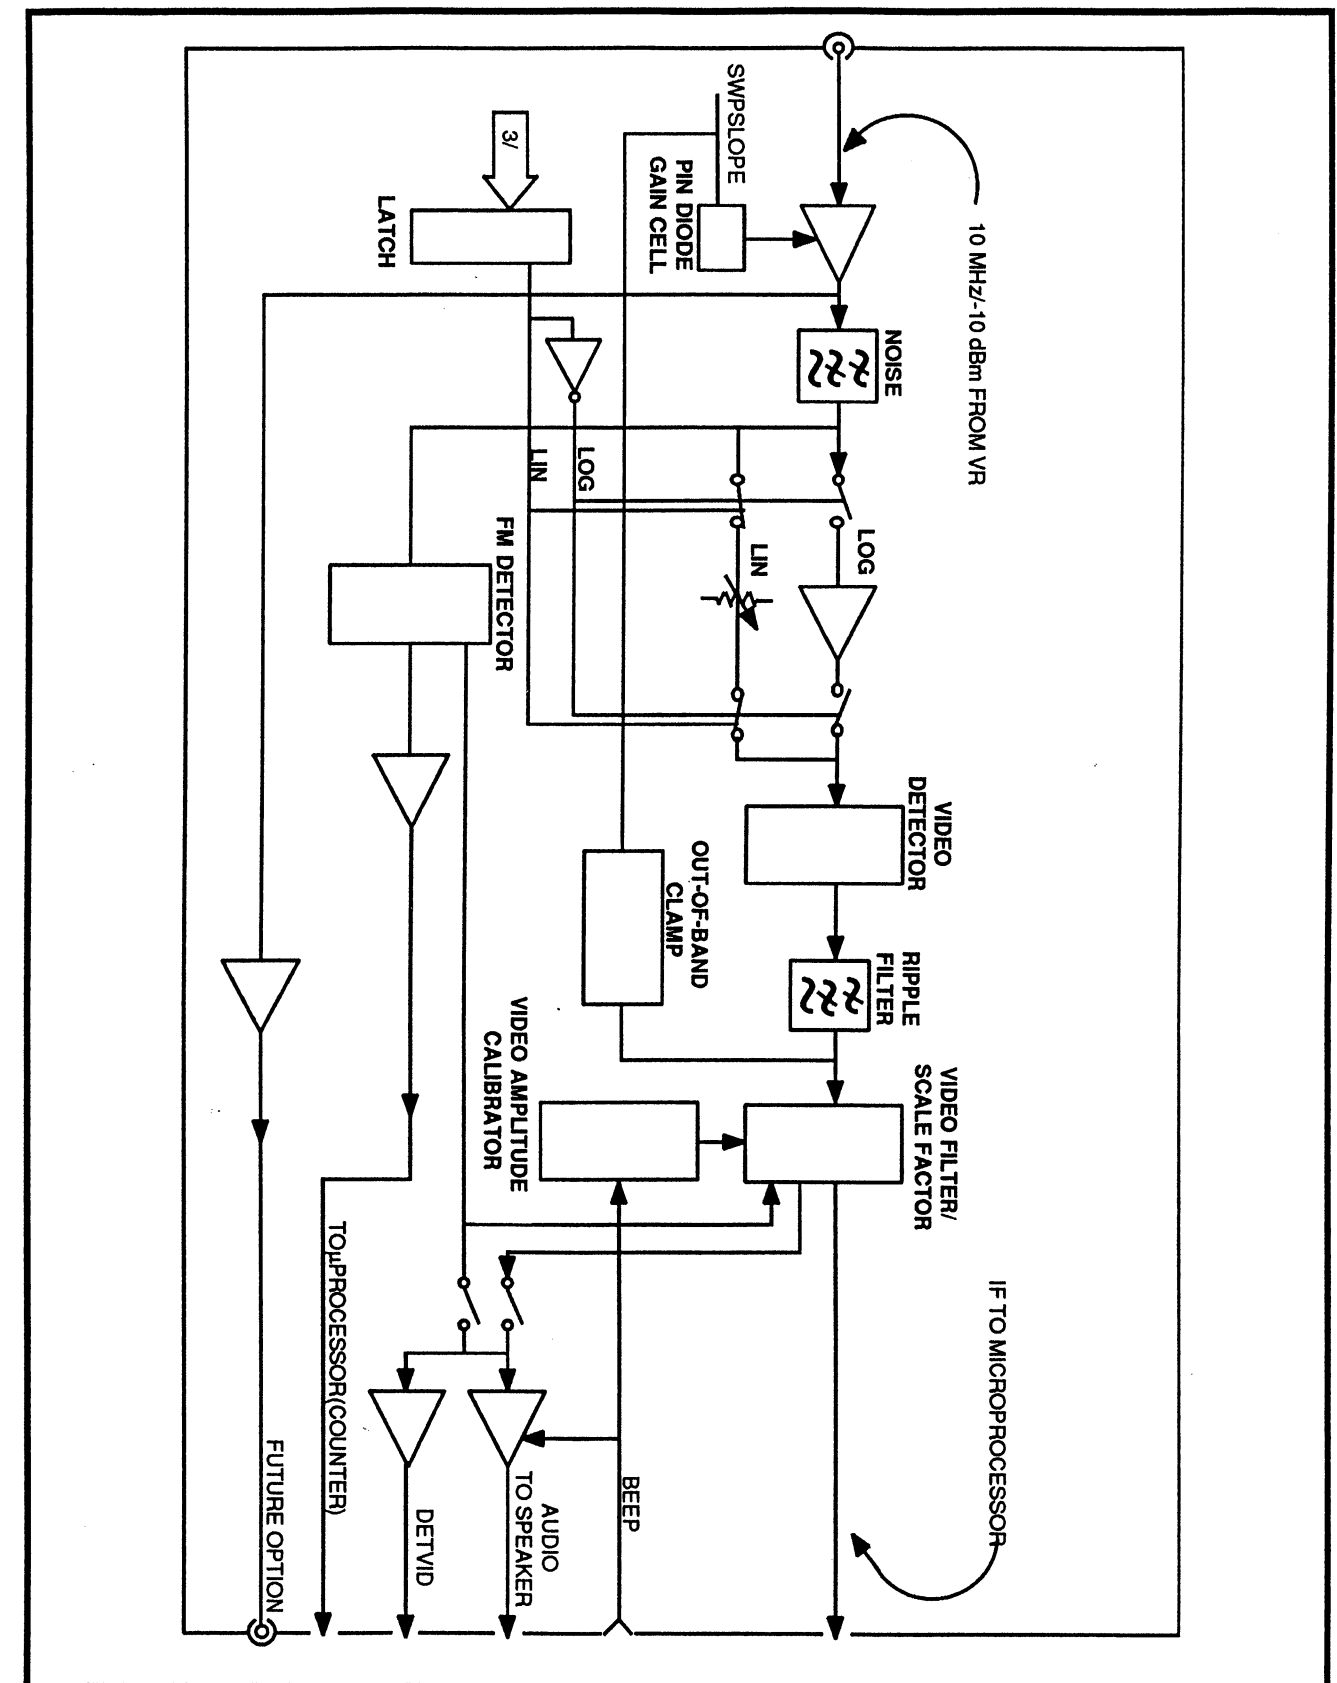 10 MHz/-10 dBm FROM VR
IF TO MICROPROCESSOR
VIDEO
DETECTOR
RIPPLE
FILTER
VIDEO FILTER/
SCALE FACTOR
NOISE
LOG
SWPSLOPE
PIN DIODE
GAIN CELL
LIN
OUT-OF-BAND
CLAMP
BEEP
LOG
LIN
3/
LATCH
FM DETECTOR
VIDEO AMPLITUDE
CALIBRATOR
AUDIO
TO SPEAKER
DETVID
TOμPROCESSOR(COUNTER)
FUTURE OPTION